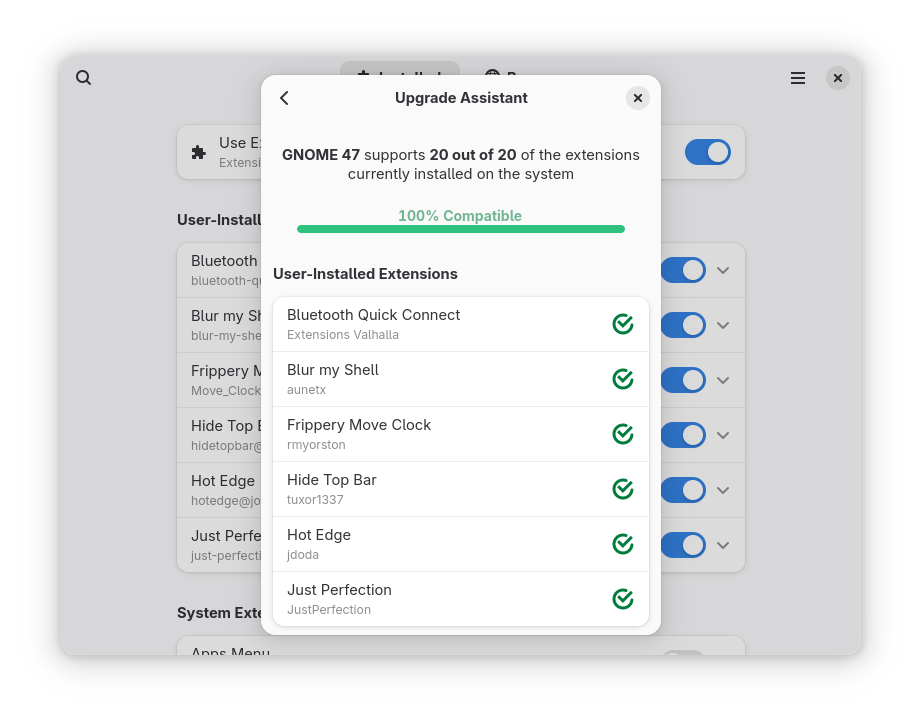 Upgrade Assistant
GNOME 47 supports 20 out of 20 of the extensions
currently installed on the system
100% Compatible
User-Installed Extensions
Bluetooth Quick Connect
Extensions Valhalla
Blur my Shell
aunetx
Frippery Move Clock
rmyorston
Hide Top Bar
tuxor1337
Hot Edge
jdoda
Just Perfection
JustPerfection
Use
Extensi
User-Install
Bluetooth
bluetooth-q
Blur my
blur-my-she
Frippery
Move_Clock
Hide Top
hidetopbar@
Hot Edge
hotedge@jo
Just Perfe
just-perfecti
System Exte
Apps Menu